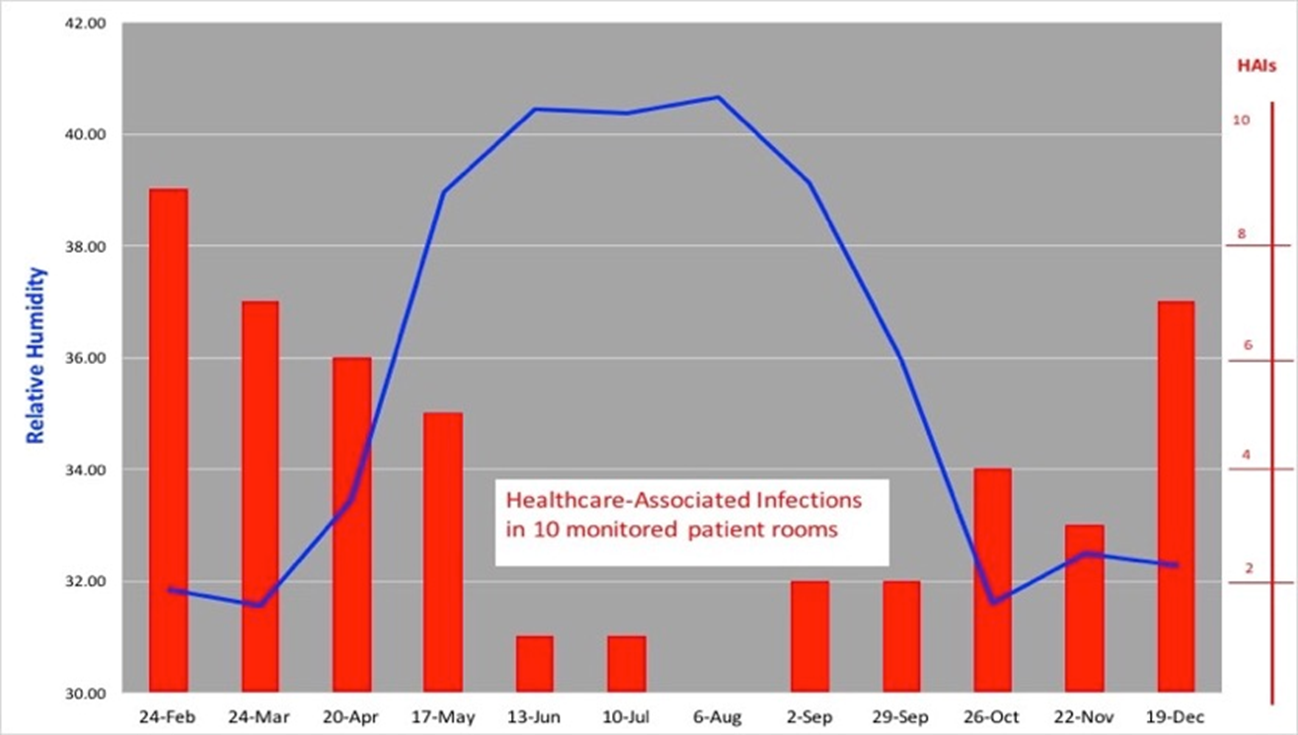 42.00
40.00
38.00
36.00
34.00
32.00
30.00
Relative Humidity
Healthcare-Associated Infections
in 10 monitored patient rooms
HAIs
10
8
6
4
2
24-Feb 24-Mar 20-Apr 17-May 13-Jun 10-Jul 6-Aug 2-Sep 29-Sep 26-Oct 22-Nov 19-Dec